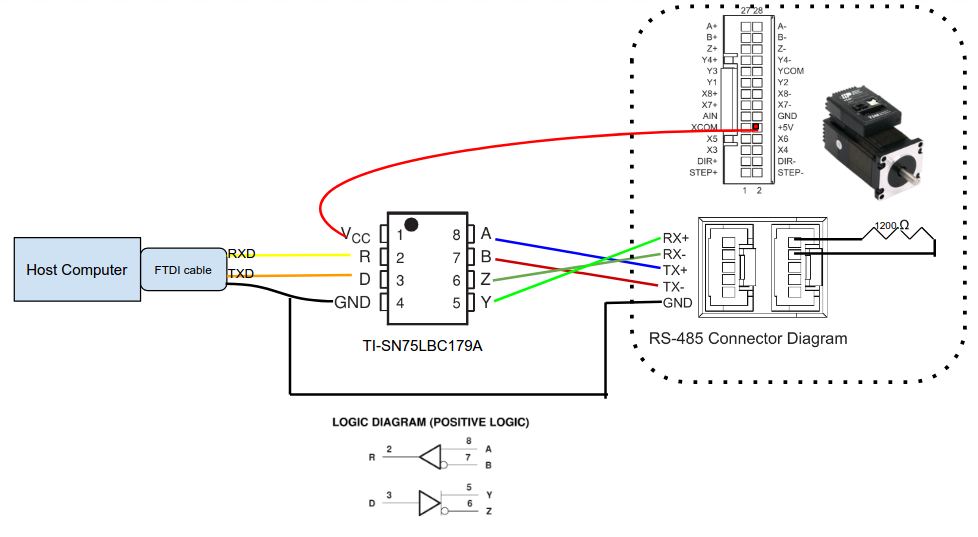 27 28
A+ A-
B+ B-
Z+ Z-
Y4+ Y4-
Y3 YCOM
Y1 Y2
X8+ X8-
X7+ X7-
AIN GND
XCOM +5V
X5 X6
X3 X4
DIR+ DIR-
STEP+ STEP-
1 2
Host Computer
FTDI cable
RXD
TXD
VCC 1 8 A
R 2 7 B
D 3 6 Z
GND 4 5 Y
TI-SN75LBC179A
RX+
RX-
TX+
TX-
GND
1200 Ω
RS-485 Connector Diagram
LOGIC DIAGRAM (POSITIVE LOGIC)
R 2 8 A
7 B
D 3 5 Y
6 Z